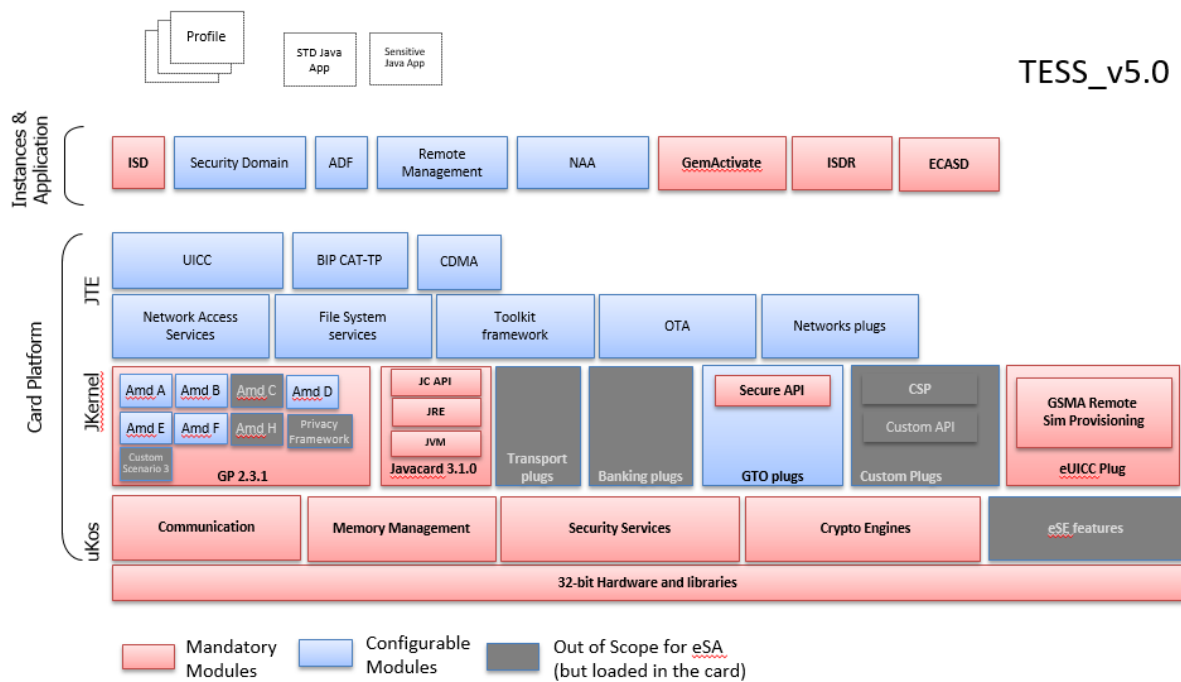 Profile
STD Java
App
Sensitive
Java App
TESS_v5.0
Instances &
Application
ISD
Security Domain
ADF
Remote
Management
NAA
GemActivate
ISDR
ECASD
Card Platform
JTE
UICC
BIP CAT-TP
CDMA
Network Access
Services
File System
services
Toolkit
framework
OTA
Networks plugs
JKernel
Amd A
Amd B
Amd C
Amd D
Amd E
Amd F
Amd H
Privacy
Framework
Custom
Scenario 3
GP 2.3.1
JC API
JRE
JVM
Javacard 3.1.0
Transport
plugs
Banking plugs
Secure API
GTO plugs
CSP
Custom API
Custom Plugs
GSMA Remote
Sim Provisioning
eUICC Plug
uKos
Communication
Memory Management
Security Services
Crypto Engines
eSE features
32-bit Hardware and libraries
Mandatory
Modules
Configurable
Modules
Out of Scope for eSA
(but loaded in the card)